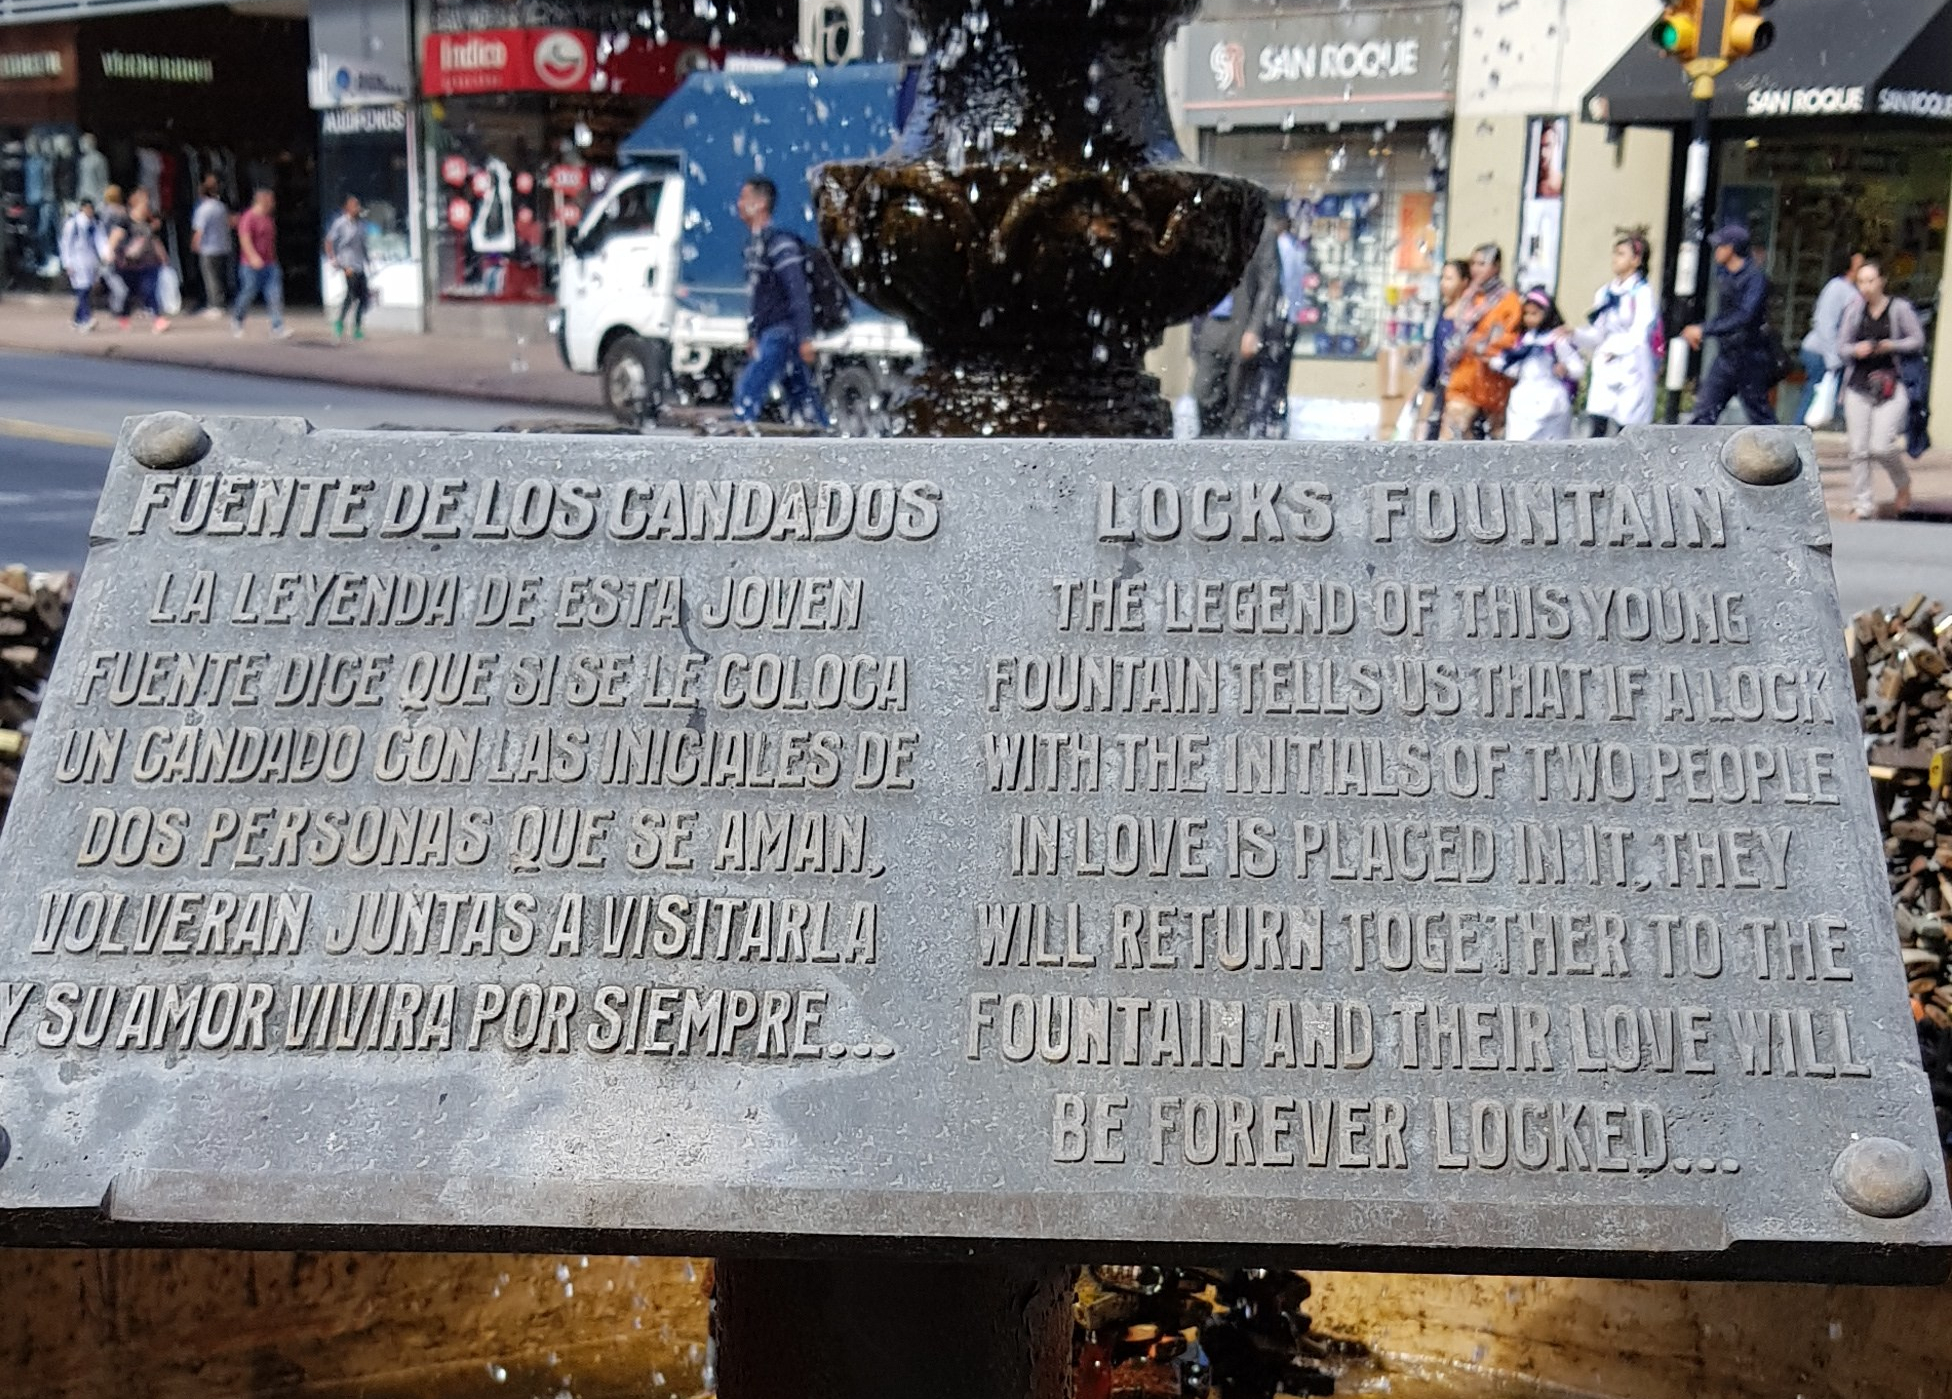 Indico
SAN ROQUE
SAN ROQUE
SAN ROQUE
FUENTE DE LOS CANDADOS
LA LEYENDA DE ESTA JOVEN
FUENTE DICE QUE SI SE LE COLOCA
UN CANDADO CON LAS INICIALES DE
DOS PERSONAS QUE SE AMAN,
VOLVERAN JUNTAS A VISITARLA
Y SU AMOR VIVIRA POR SIEMPRE...
LOCKS FOUNTAIN
THE LEGEND OF THIS YOUNG
FOUNTAIN TELLS US THAT IF A LOCK
WITH THE INITIALS OF TWO PEOPLE
IN LOVE IS PLACED IN IT, THEY
WILL RETURN TOGETHER TO THE
FOUNTAIN AND THEIR LOVE WILL
BE FOREVER LOCKED...